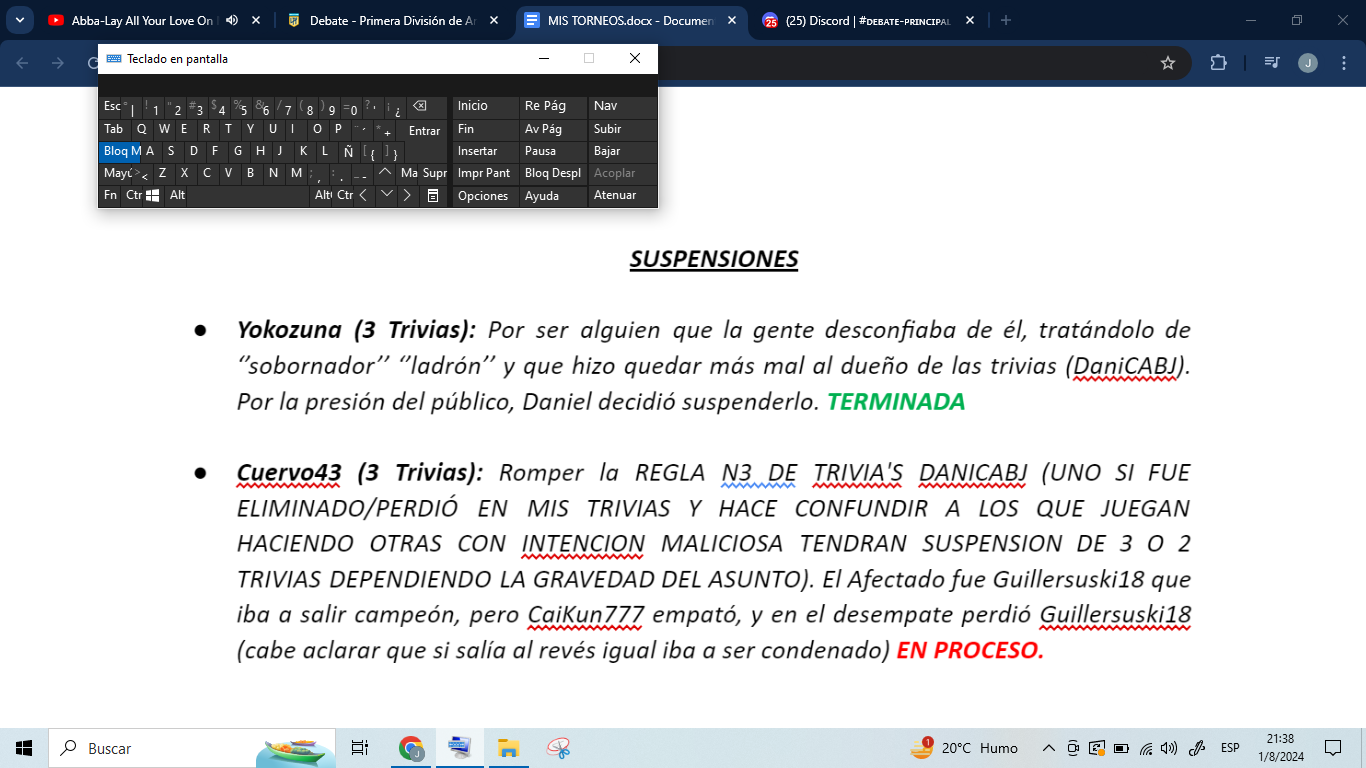 Abba-Lay All Your Love On
Debate - Primera División de Ar
MIS TORNEOS.docx - Documen
(25) Discord | #DEBATE-PRINCIPAL
J
Teclado en pantalla
Esc ° | ! 1 " 2 # 3 $ 4 % 5 & 6 / 7 ( 8 ) 9 = 0 ? ' ¡ ¿ Inicio Re Pág Nav
Tab Q W E R T Y U I O P ¨ ´ * + Entrar Fin Av Pág Subir
Bloq M A S D F G H J K L Ñ [ { ] } Insertar Pausa Bajar
Mayú > < Z X C V B N M ; , : . _ - Ma Supr Impr Pant Bloq Despl Acoplar
Fn Ctr Alt Alt Ctr Opciones Ayuda Atenuar
SUSPENSIONES
● Yokozuna (3 Trivias): Por ser alguien que la gente desconfiaba de él, tratándolo de
‘’sobornador’’ ‘’ladrón’’ y que hizo quedar más mal al dueño de las trivias (DaniCABJ).
Por la presión del público, Daniel decidió suspenderlo. TERMINADA
● Cuervo43 (3 Trivias): Romper la REGLA N3 DE TRIVIA'S DANICABJ (UNO SI FUE
ELIMINADO/PERDIÓ EN MIS TRIVIAS Y HACE CONFUNDIR A LOS QUE JUEGAN
HACIENDO OTRAS CON INTENCION MALICIOSA TENDRAN SUSPENSION DE 3 O 2
TRIVIAS DEPENDIENDO LA GRAVEDAD DEL ASUNTO). El Afectado fue Guillersuski18 que
iba a salir campeón, pero CaiKun777 empató, y en el desempate perdió Guillersuski18
(cabe aclarar que si salía al revés igual iba a ser condenado) EN PROCESO.
Buscar
J
1
20°C Humo
ESP
21:38
1/8/2024